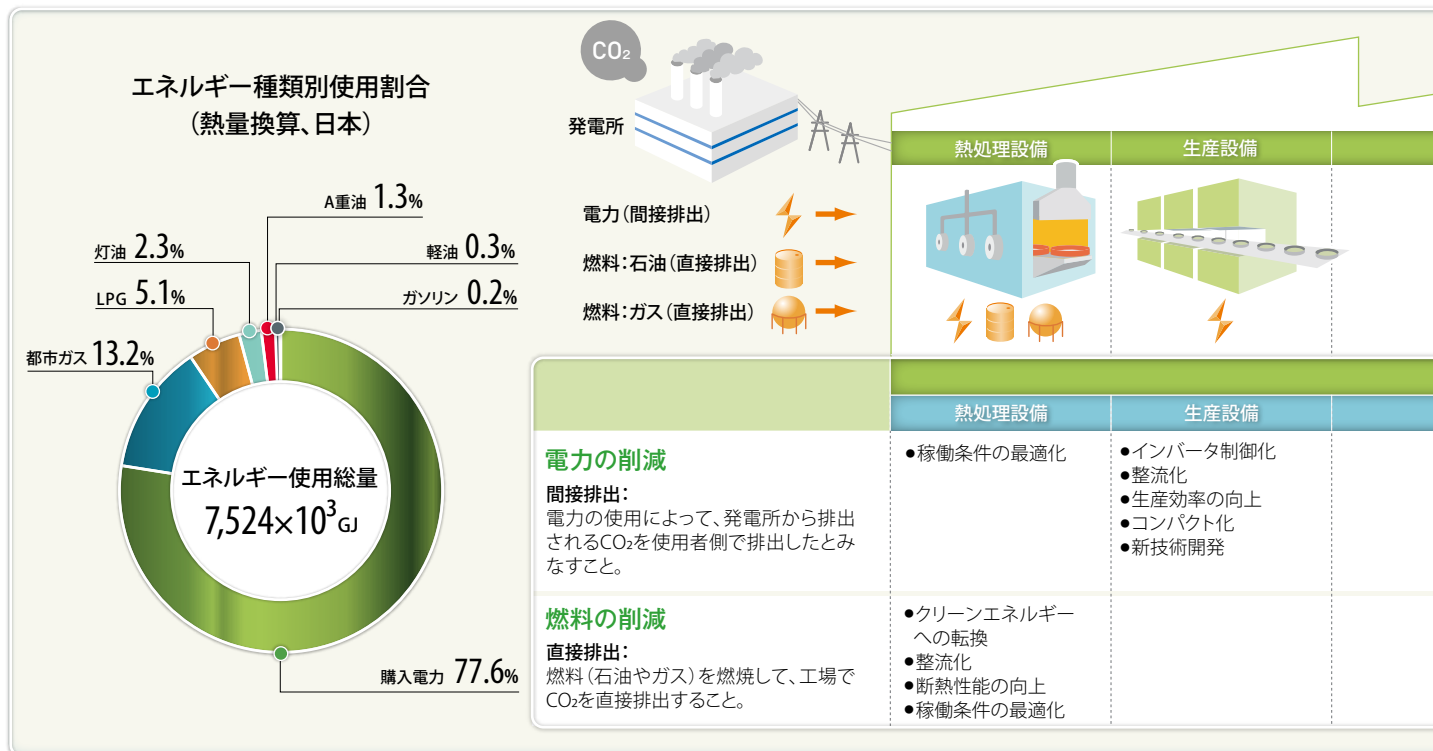 エネルギー種類別使用割合
（熱量換算、日本）
A重油 1.3%
灯油 2.3%
軽油 0.3%
LPG 5.1%
ガソリン 0.2%
都市ガス 13.2%
エネルギー使用総量
7,524×10³GJ
購入電力 77.6%
CO₂
発電所
電力（間接排出）
燃料：石油（直接排出）
燃料：ガス（直接排出）
熱処理設備
生産設備
熱処理設備
生産設備
電力の削減
間接排出：
電力の使用によって、発電所から排出
されるCO₂を使用者側で排出したとみ
なすこと。
●稼働条件の最適化
●インバータ制御化
●整流化
●生産効率の向上
●コンパクト化
●新技術開発
燃料の削減
直接排出：
燃料（石油やガス）を燃焼して、工場で
CO₂を直接排出すること。
●クリーンエネルギー
への転換
●整流化
●断熱性能の向上
●稼働条件の最適化